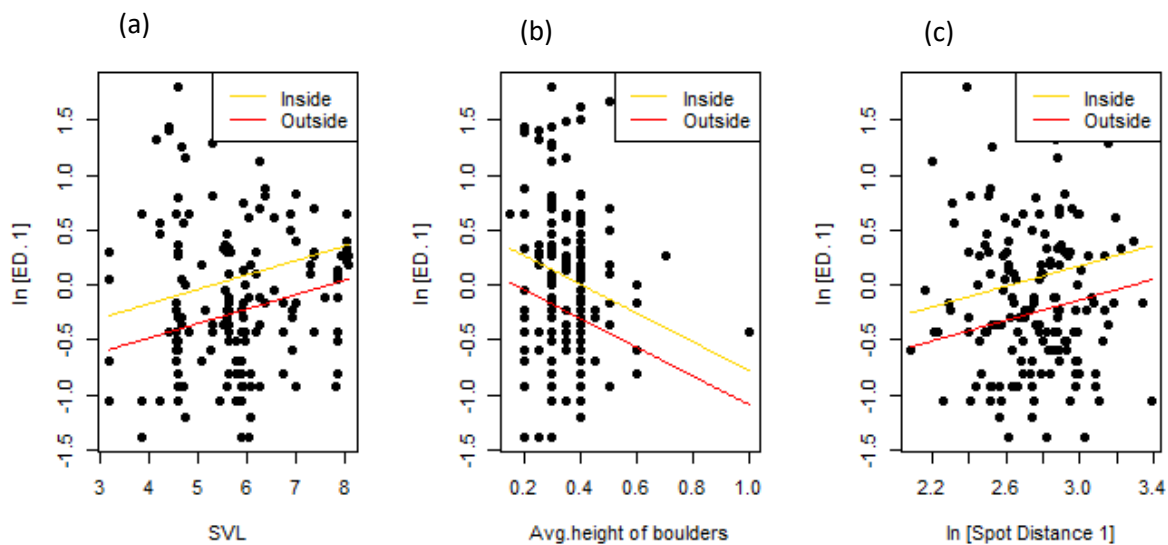 (a)
(b)
(c)
Inside
Outside
ln [ED . 1]
-1.5 -1.0 -0.5 0.0 0.5 1.0 1.5
3 4 5 6 7 8
SVL
Inside
Outside
ln [ED . 1]
-1.5 -1.0 -0.5 0.0 0.5 1.0 1.5
0.2 0.4 0.6 0.8 1.0
Avg.height of boulders
Inside
Outside
ln [ED . 1]
-1.5 -1.0 -0.5 0.0 0.5 1.0 1.5
2.2 2.6 3.0 3.4
ln [Spot Distance 1]